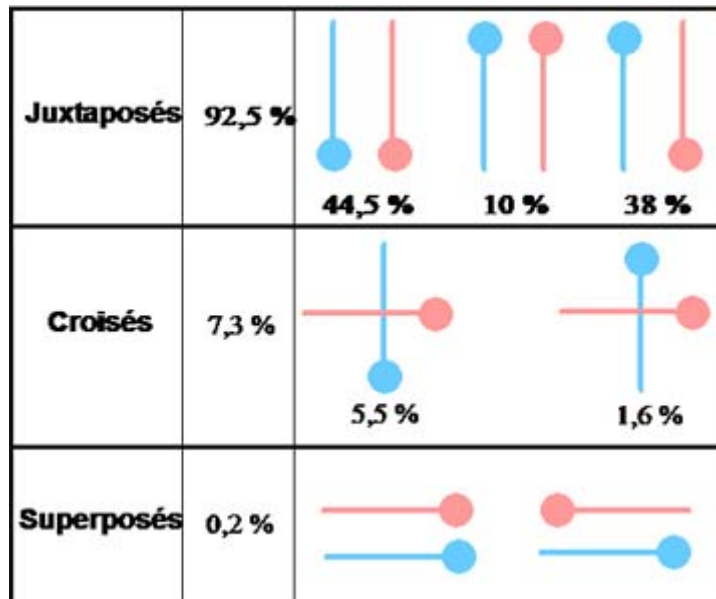 Juxtaposés 92,5 %
44,5 % 10 % 38 %
Croisés 7,3 %
5,5 % 1,6 %
Superposés 0,2 %